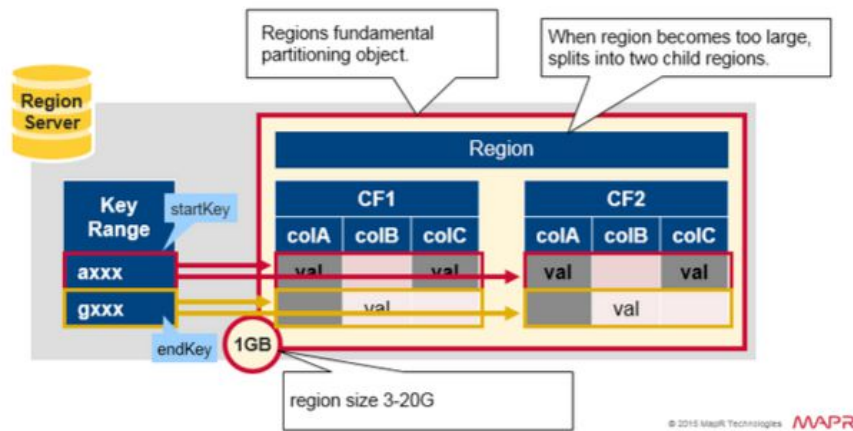 Regions fundamental
partitioning object.
When region becomes too large,
splits into two child regions.
Region
Server
Region
Key
Range
startKey
CF1
CF2
colA colB colC
colA colB colC
axxx
val val
val val
gxxx
val
val
endKey
1GB
region size 3-20G
© 2015 MapR Technologies MAPR